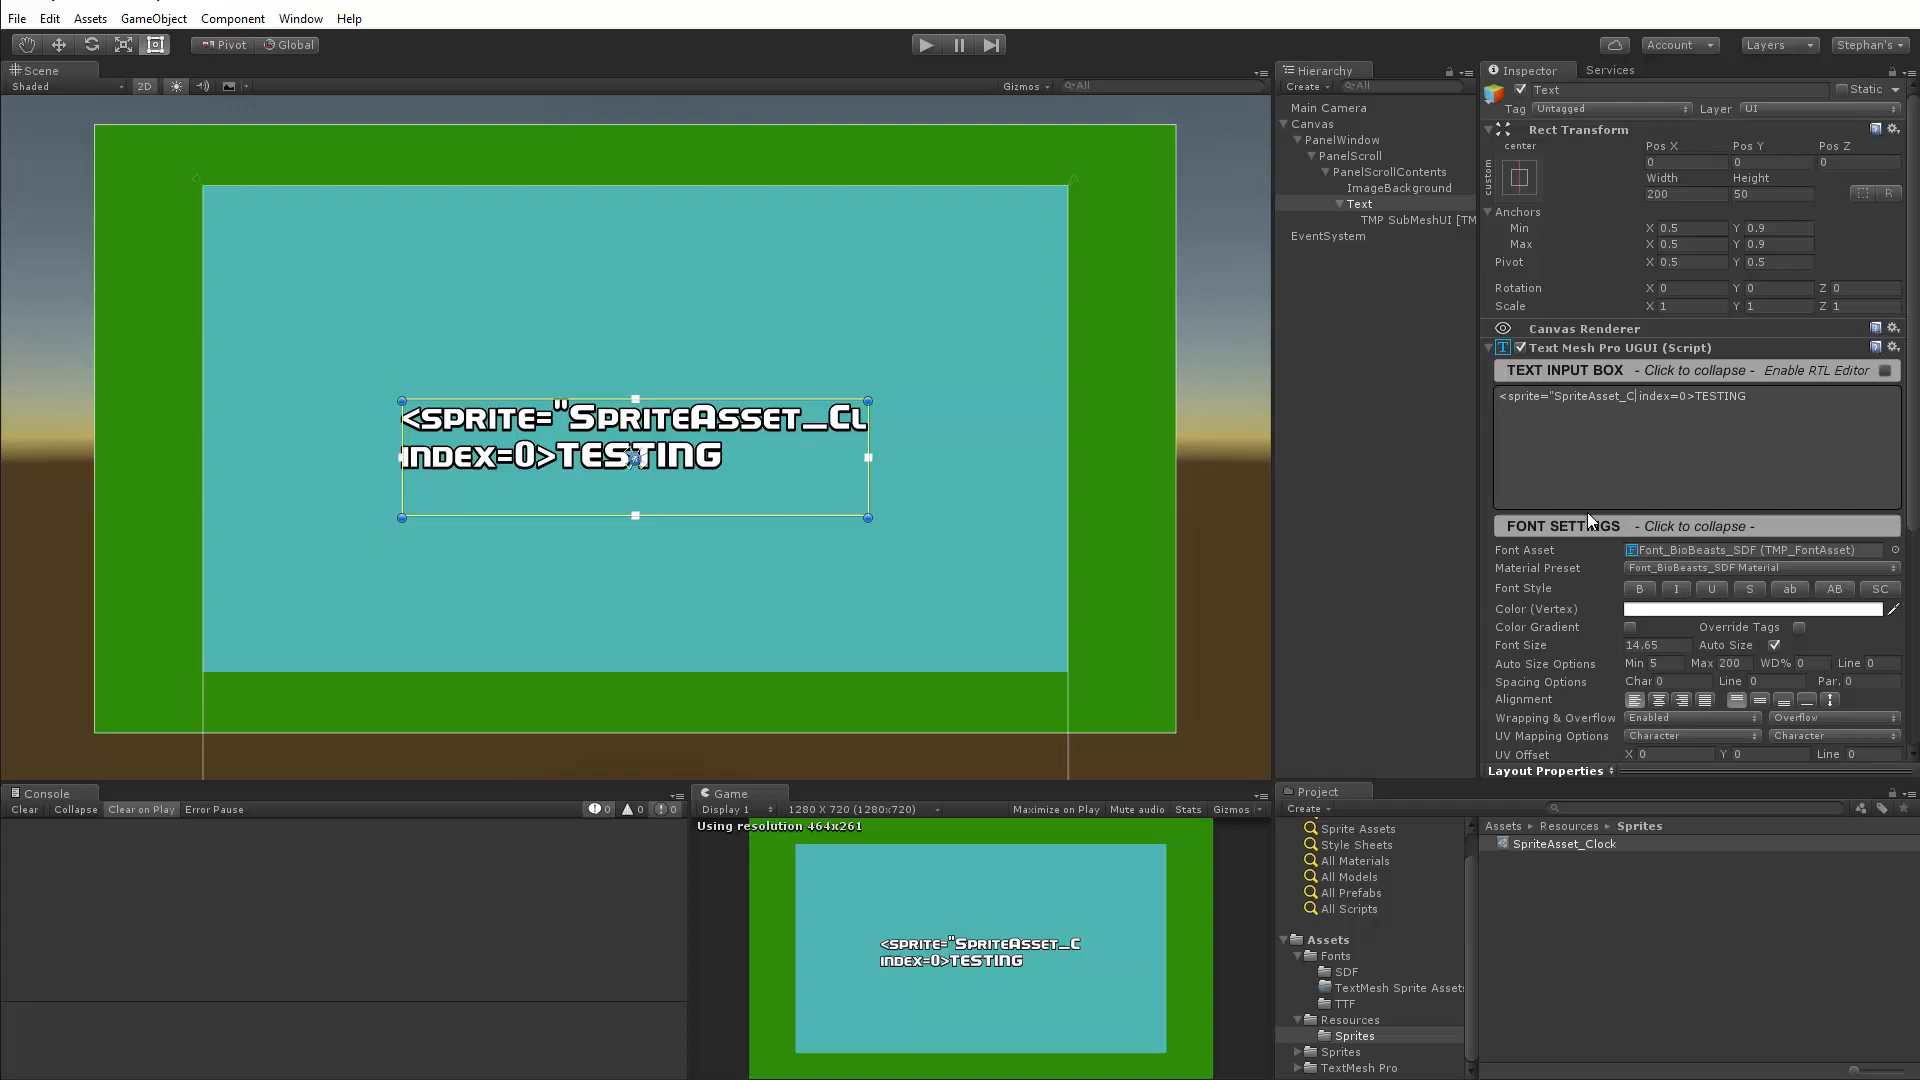 File Edit Assets GameObject Component Window Help
Pivot Global Account Layers Stephan's
Scene
Shaded 2D Gizmos All
<SPRITE="SPRITEASSET_CL
INDEX=0>TESTING
Console
Clear Collapse Clear on Play Error Pause 0 0 0
Game
Display 1 1280 X 720 (1280x720) Maximize on Play Mute audio Stats Gizmos
Using resolution 464x261
<SPRITE="SPRITEASSET_C
INDEX=0>TESTING
Hierarchy
Create All
Main Camera
Canvas
PanelWindow
PanelScroll
PanelScrollContents
ImageBackground
Text
TMP SubMeshUI [TM
EventSystem
Inspector Services
Text Static
Tag Untagged Layer UI
Rect Transform
center
custom
Pos X Pos Y Pos Z
0 0 0
Width Height
200 50 R
Anchors
Min X 0.5 Y 0.9
Max X 0.5 Y 0.9
Pivot X 0.5 Y 0.5
Rotation X 0 Y 0 Z 0
Scale X 1 Y 1 Z 1
Canvas Renderer
Text Mesh Pro UGUI (Script)
TEXT INPUT BOX - Click to collapse - Enable RTL Editor
<sprite="SpriteAsset_C index=0>TESTING
FONT SETTINGS - Click to collapse -
Font Asset Font_BioBeasts_SDF (TMP_FontAsset)
Material Preset Font_BioBeasts_SDF Material
Font Style B I U S ab AB SC
Color (Vertex)
Color Gradient Override Tags
Font Size 14.65 Auto Size
Auto Size Options Min 5 Max 200 WD% 0 Line 0
Spacing Options Char 0 Line 0 Par. 0
Alignment
Wrapping & Overflow Enabled Overflow
UV Mapping Options Character Character
UV Offset X 0 Y 0 Line 0
Layout Properties
Project
Create
Sprite Assets
Style Sheets
All Materials
All Models
All Prefabs
All Scripts
Assets
Fonts
SDF
TextMesh Sprite Assets
TTF
Resources
Sprites
Sprites
TextMesh Pro
Assets Resources Sprites
SpriteAsset_Clock